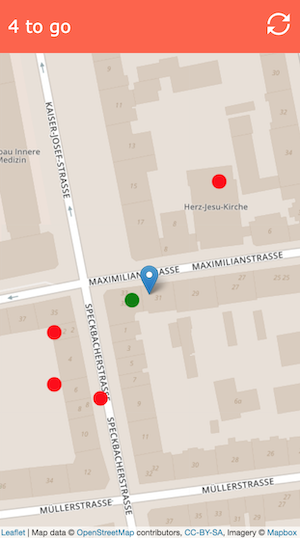 4 to go
KAISER-JOSEF-STRASSE
bau Innere
Medizin
Herz-Jesu-Kirche
MAXIMILIANSTRASSE
MAXIMILIANSTRASSE
SPECKBACHERSTRASSE
SPECKBACHERSTRASSE
MÜLLERSTRASSE
MÜLLERSTRASSE
Leaflet | Map data © OpenStreetMap contributors, CC-BY-SA, Imagery © Mapbox